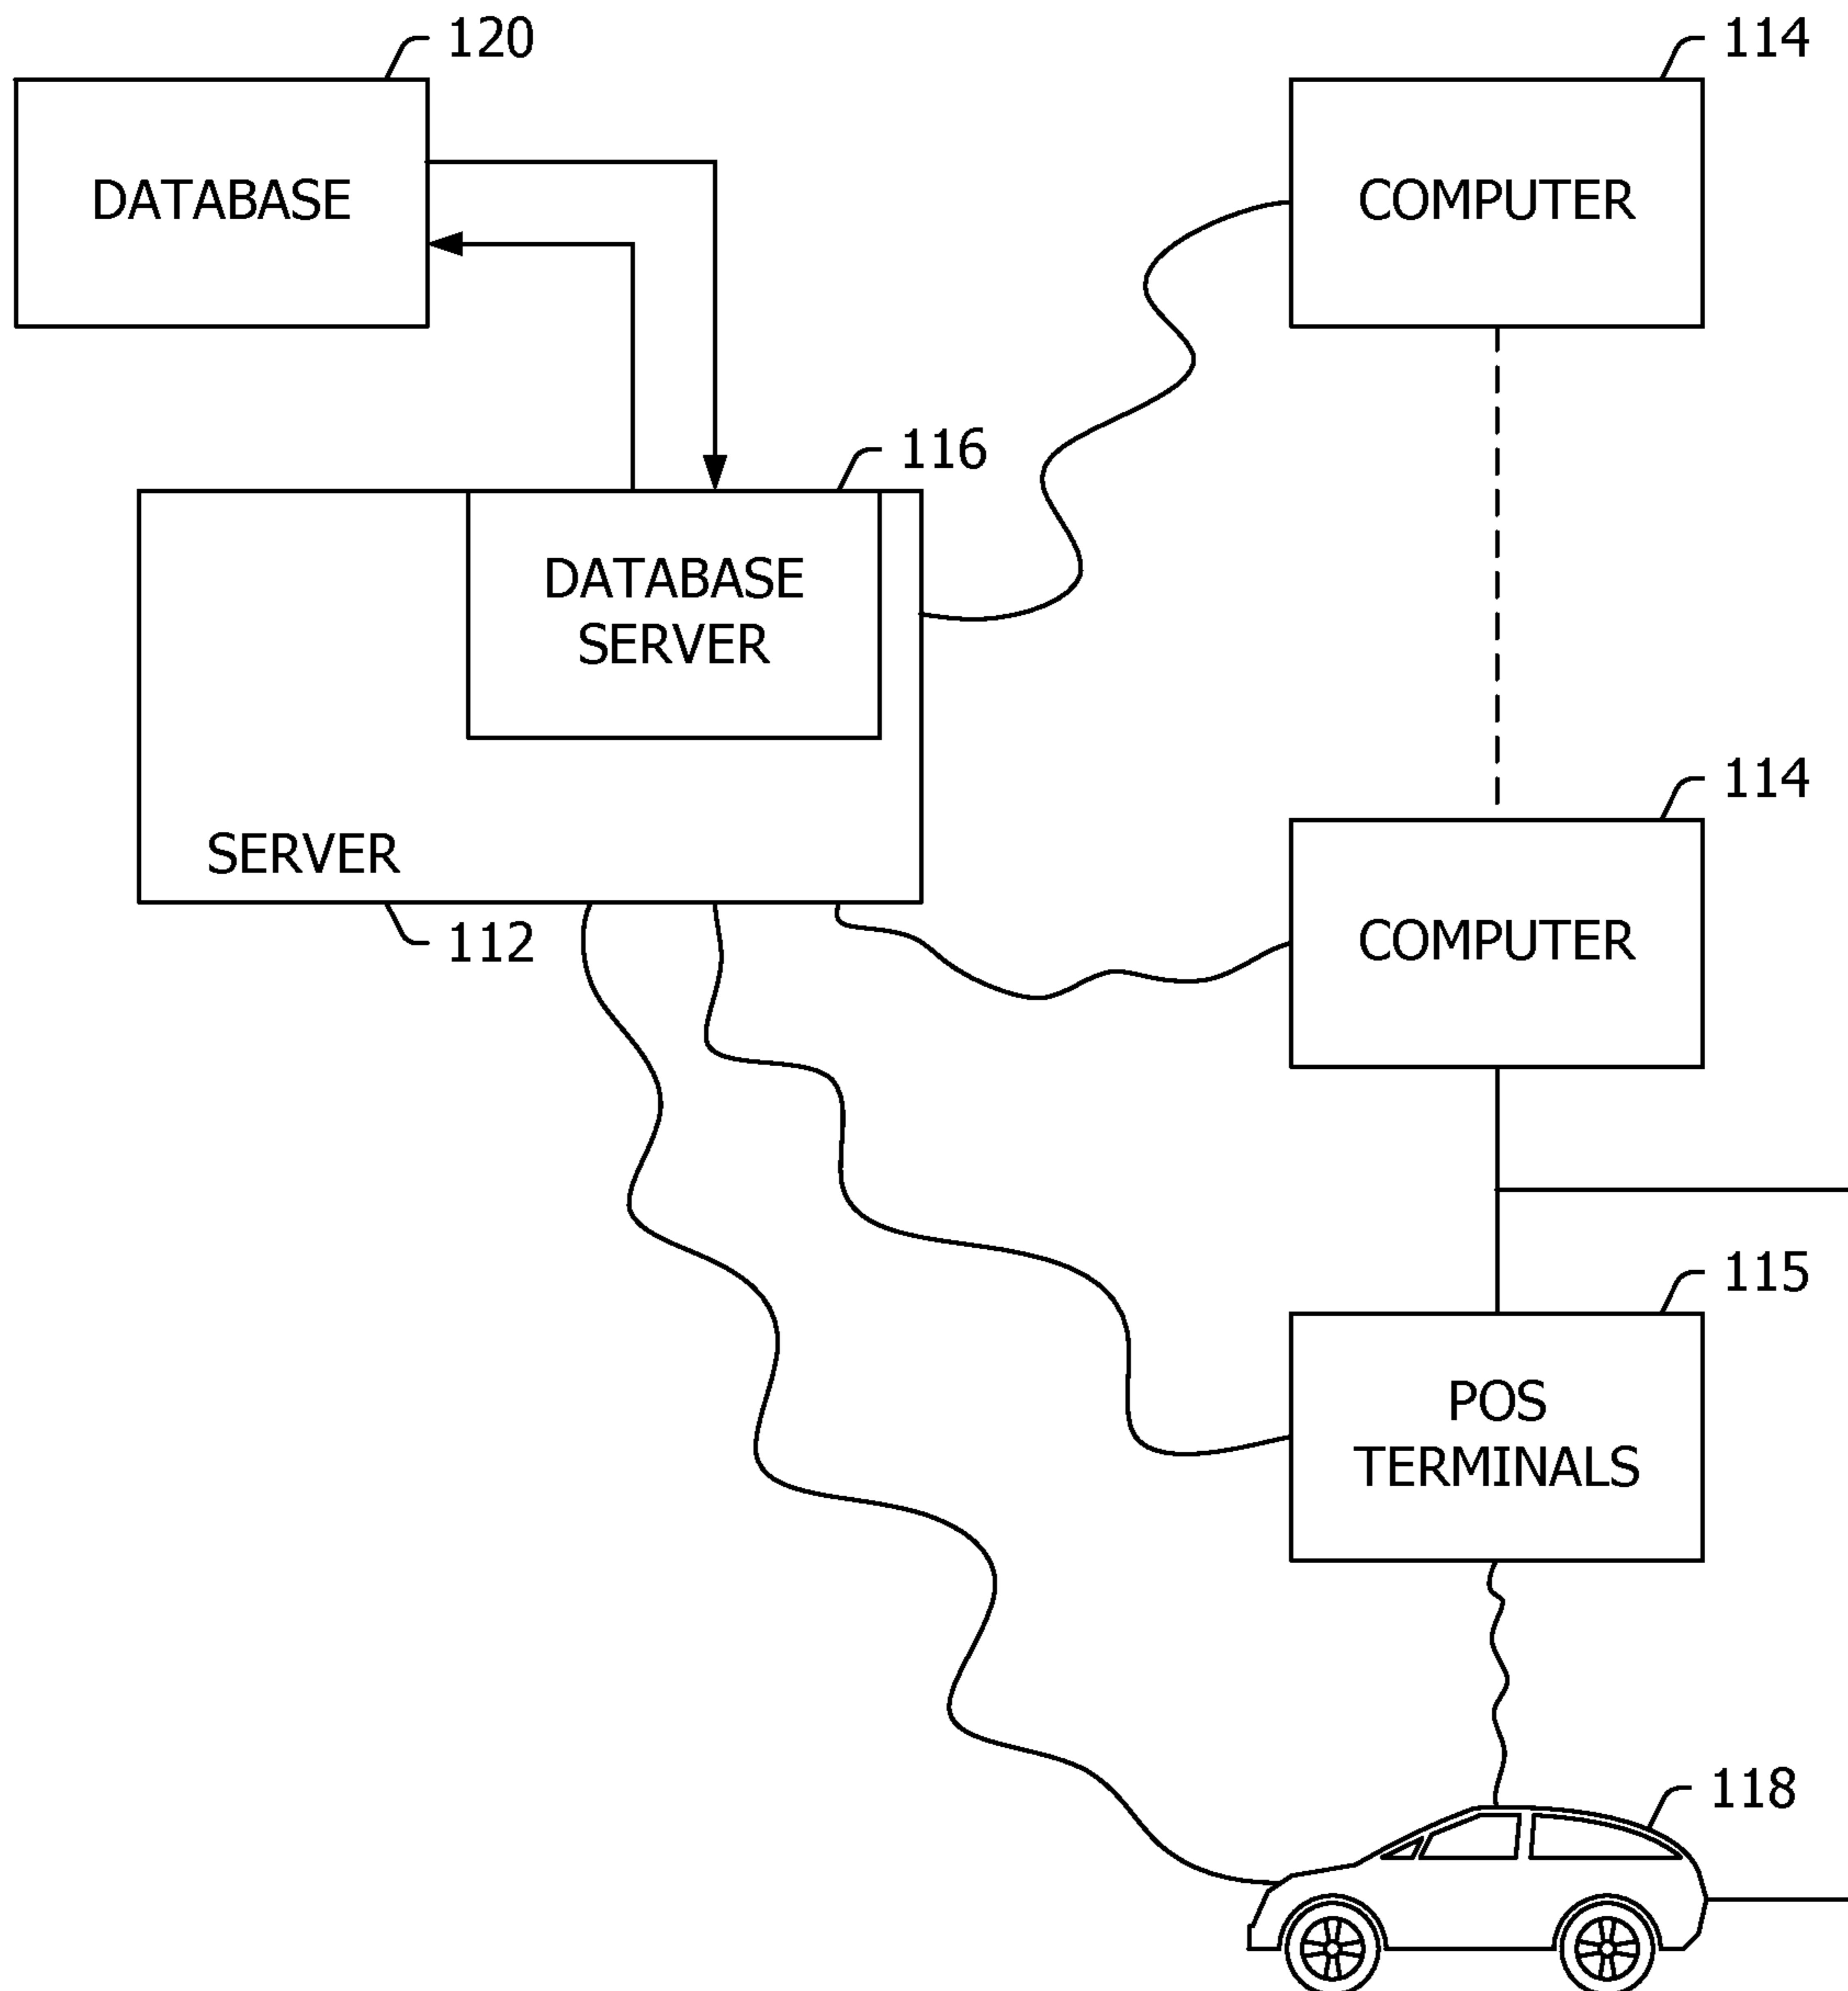 120
DATABASE
114
COMPUTER
116
DATABASE
SERVER
SERVER
112
114
COMPUTER
115
POS
TERMINALS
118